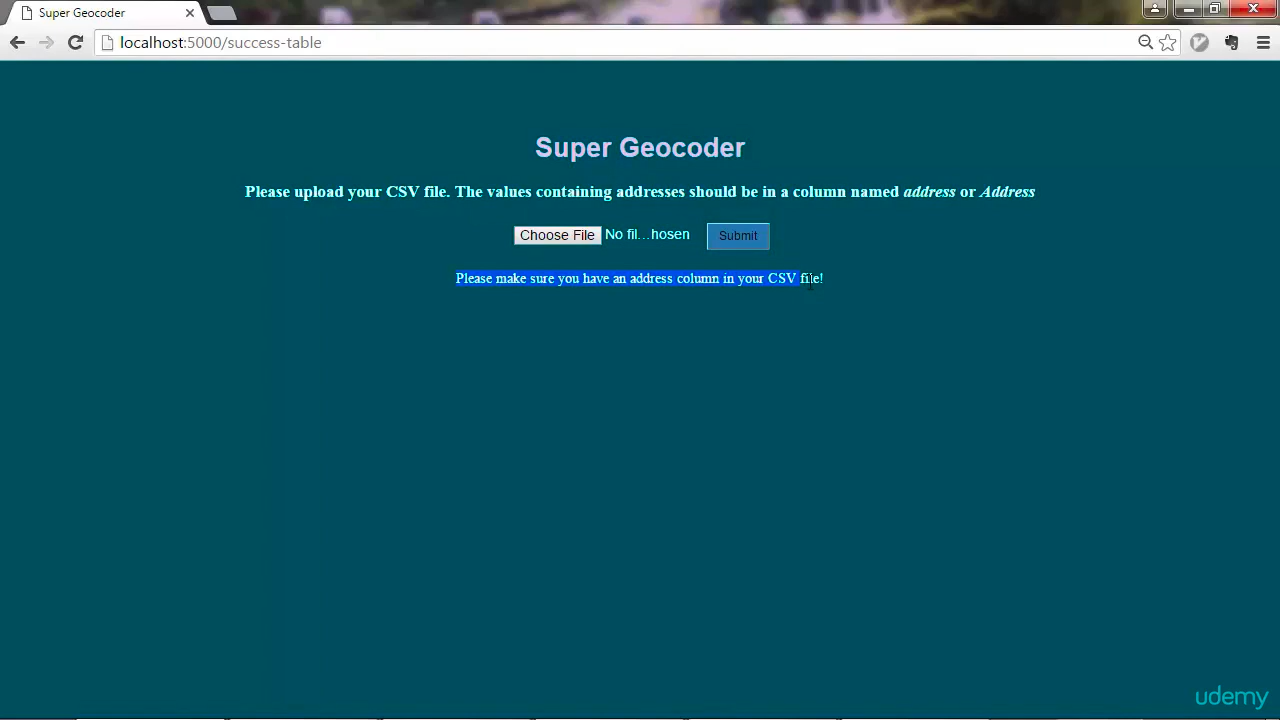 Super Geocoder
localhost:5000/success-table
Super Geocoder
Please upload your CSV file. The values containing addresses should be in a column named address or Address
Choose File No fil...hosen Submit
Please make sure you have an address column in your CSV file!
udemy